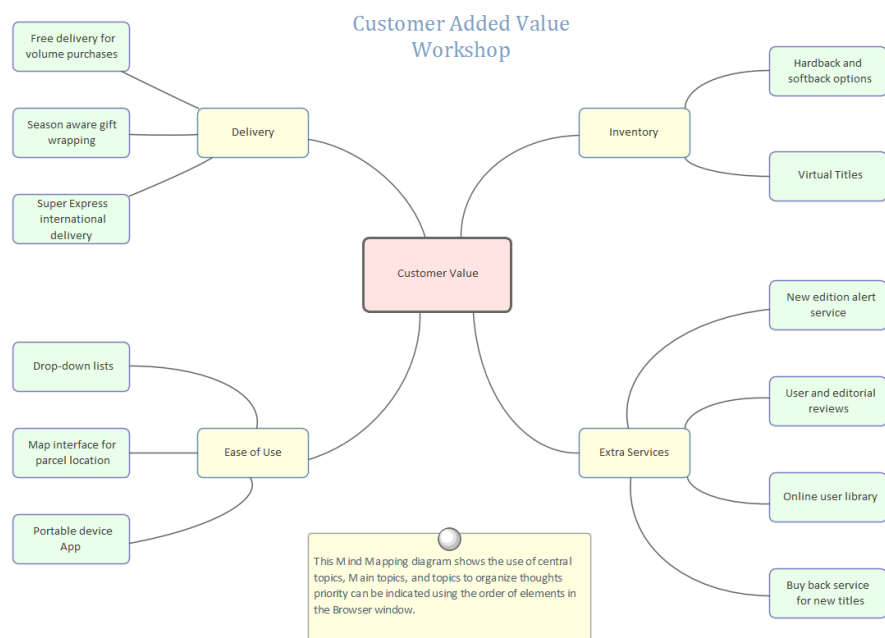 Customer Added Value
Workshop
Free delivery for
volume purchases
Season aware gift
wrapping
Super Express
international
delivery
Delivery
Inventory
Hardback and
softback options
Virtual Titles
Customer Value
Drop-down lists
Map interface for
parcel location
Portable device
App
Ease of Use
Extra Services
New edition alert
service
User and editorial
reviews
Online user library
Buy back service
for new titles
This Mind Mapping diagram shows the use of central
topics, Main topics, and topics to organize thoughts
priority can be indicated using the order of elements in
the Browser window.